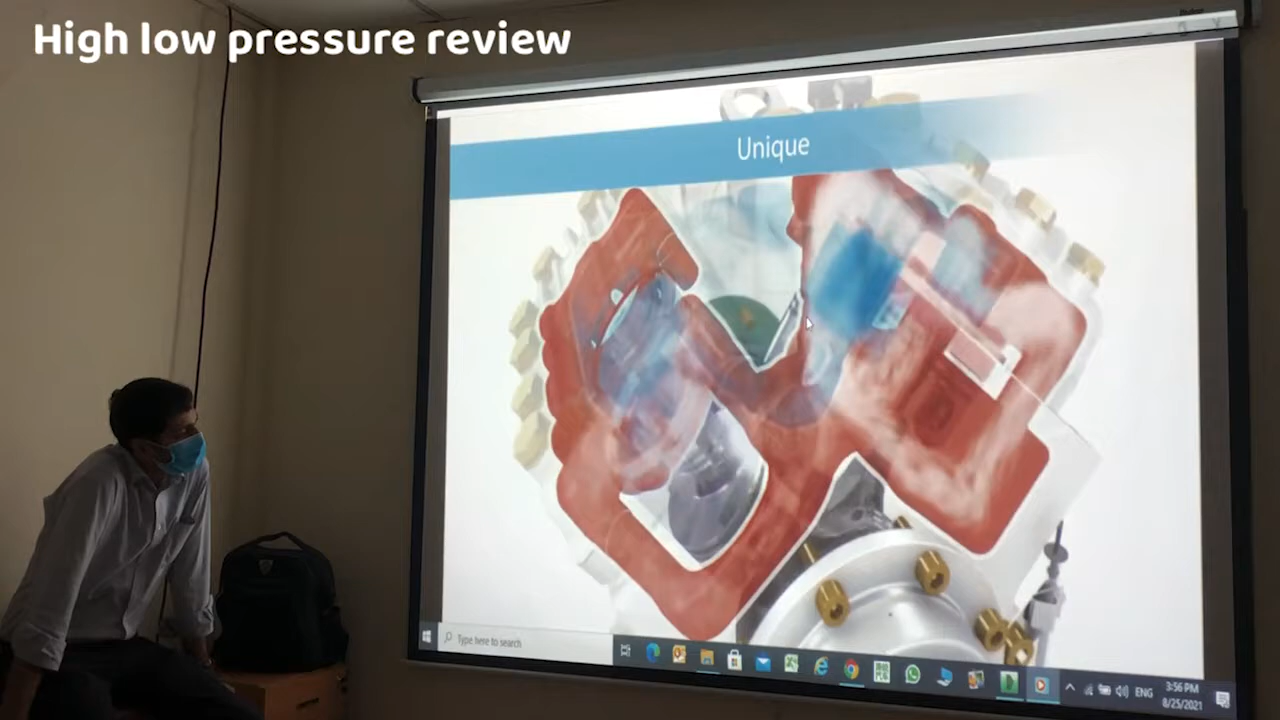 High low pressure review
Unique
Type here to search
ENG
3:56 PM
8/25/2021